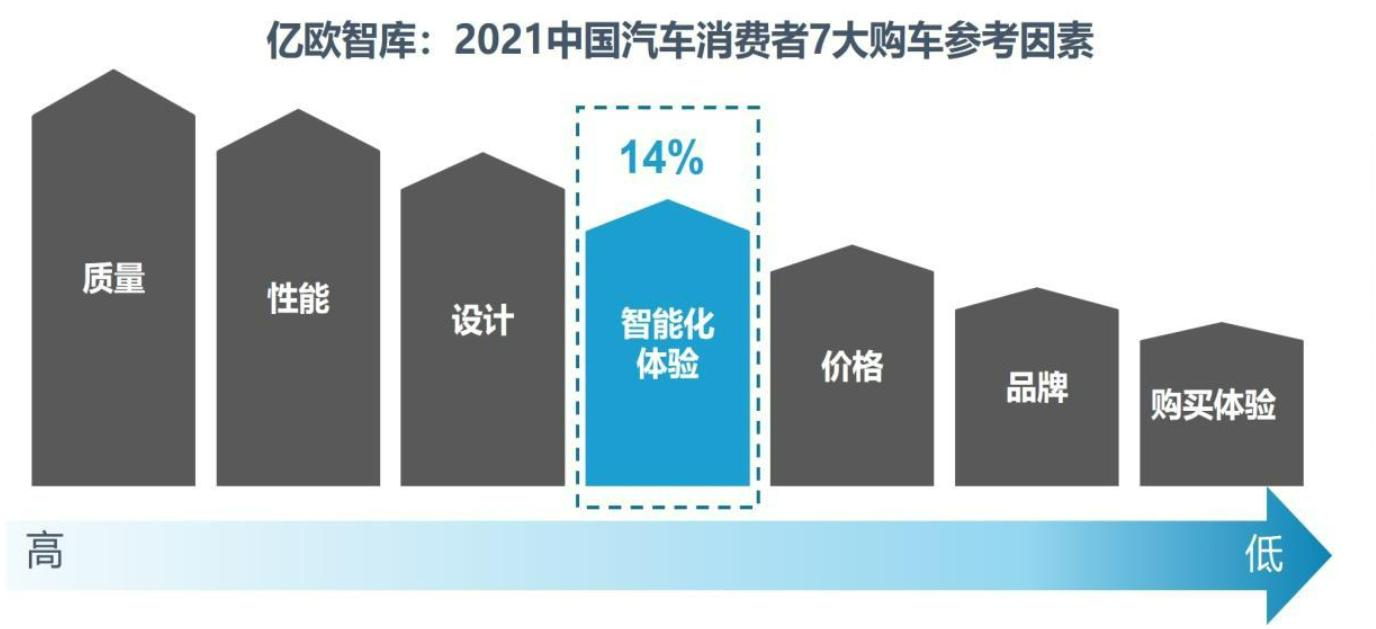 亿欧智库：2021中国汽车消费者7大购车参考因素
14%
质量
性能
设计
智能化
体验
价格
品牌
购买体验
高
低